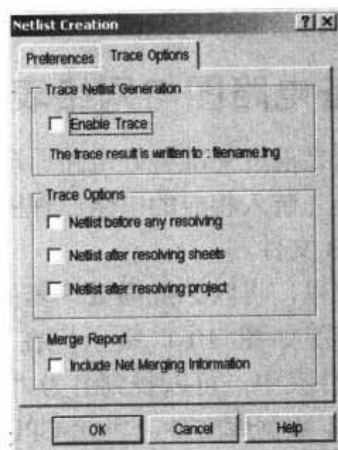 Netlist Creation
Preferences
Trace Options
Trace Netlist Generation
Enable Trace
The trace result is written to : filename.tng
Trace Options
Netlist before any resolving
Netlist after resolving sheets
Netlist after resolving project
Merge Report
Include Net Merging Information
OK
Cancel
Help